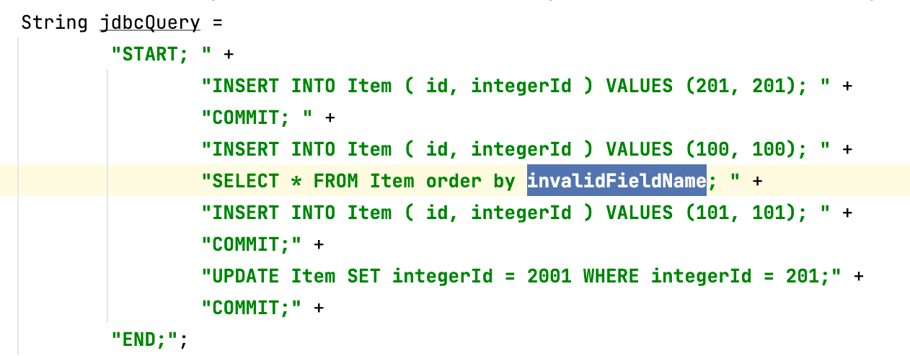 String jdbcQuery =
"START; " +
"INSERT INTO Item ( id, integerId ) VALUES (201, 201); " +
"COMMIT; " +
"INSERT INTO Item ( id, integerId ) VALUES (100, 100); " +
"SELECT * FROM Item order by invalidFieldName; " +
"INSERT INTO Item ( id, integerId ) VALUES (101, 101); " +
"COMMIT;" +
"UPDATE Item SET integerId = 2001 WHERE integerId = 201;" +
"COMMIT;" +
"END;";